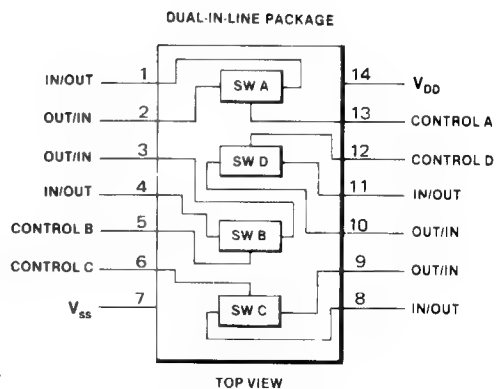 DUAL-IN-LINE PACKAGE
IN/OUT 1
OUT/IN 2
OUT/IN 3
IN/OUT 4
CONTROL B 5
CONTROL C 6
Vss 7
SW A
SW D
SW B
SW C
14 VDD
13 CONTROL A
12 CONTROL D
11 IN/OUT
10 OUT/IN
9 OUT/IN
8 IN/OUT
TOP VIEW